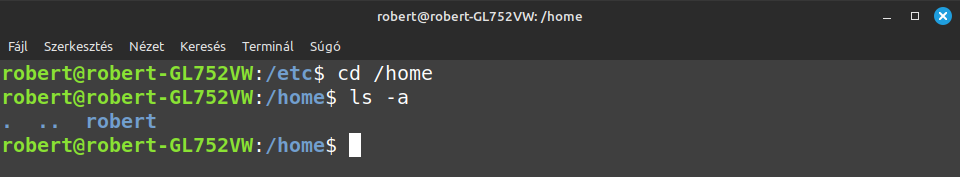 robert@robert-GL752VW: /home
Fájl Szerkesztés Nézet Keresés Terminál Súgó
robert@robert-GL752VW:/etc$ cd /home
robert@robert-GL752VW:/home$ ls -a
. .. robert
robert@robert-GL752VW:/home$